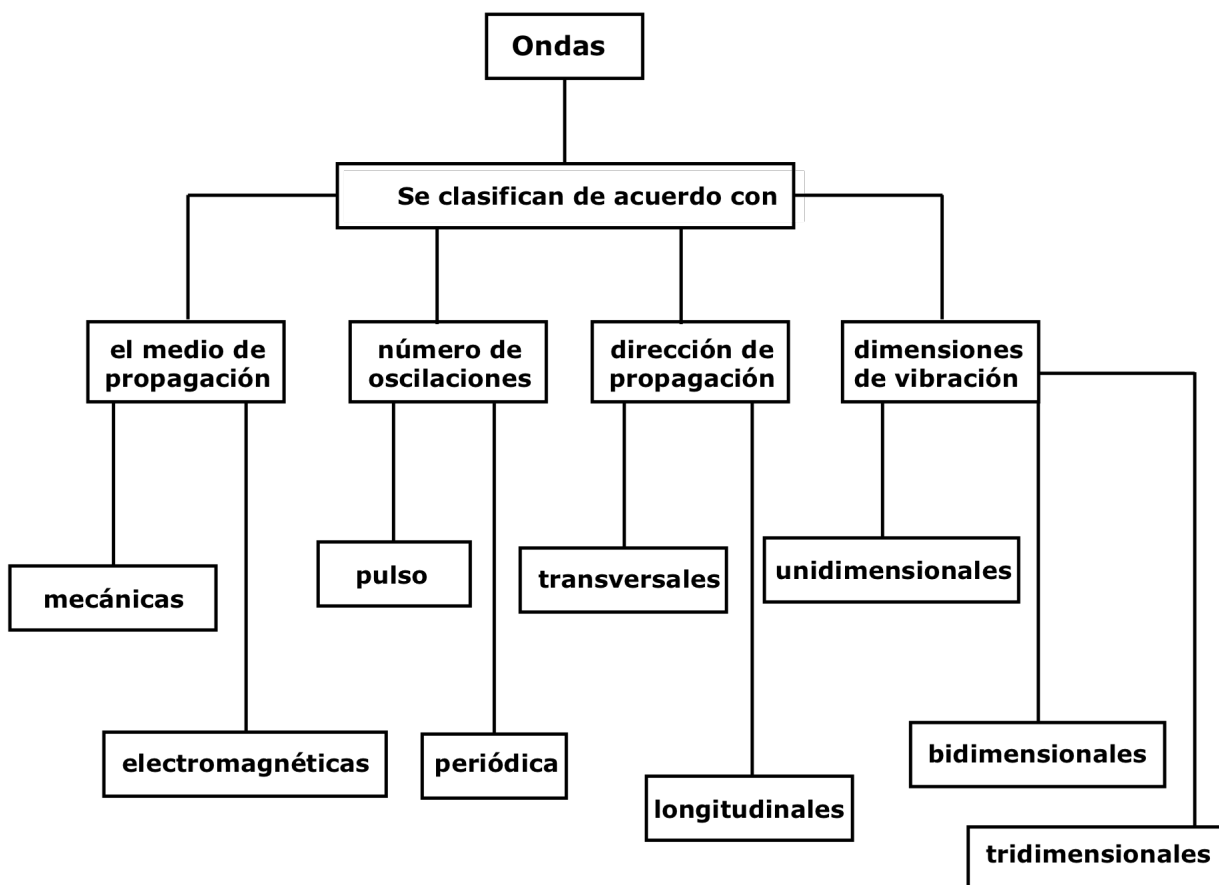 Ondas
Se clasifican de acuerdo con
el medio de
propagación
número de
oscilaciones
dirección de
propagación
dimensiones
de vibración
mecánicas
electromagnéticas
pulso
periódica
transversales
longitudinales
unidimensionales
bidimensionales
tridimensionales